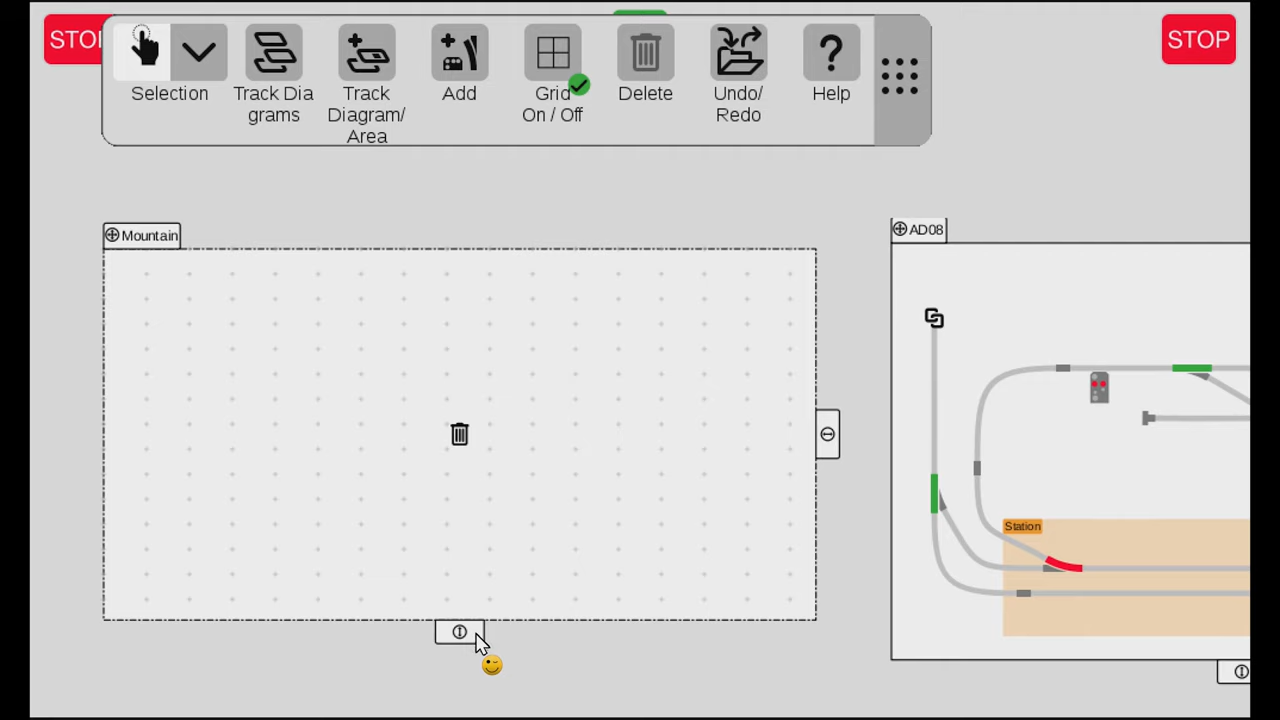 STOP
STOP
Selection
Track Dia
grams
Track
Diagram/
Area
Add
Grid
On / Off
Delete
Undo/
Redo
?
Help
Mountain
AD08
Station